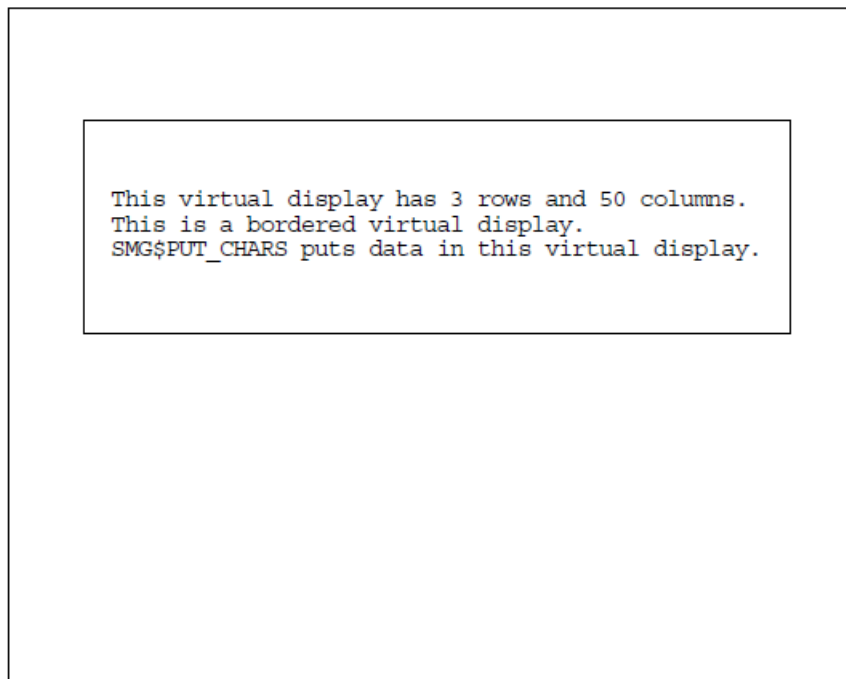 This virtual display has 3 rows and 50 columns.
This is a bordered virtual display.
SMG$PUT_CHARS puts data in this virtual display.